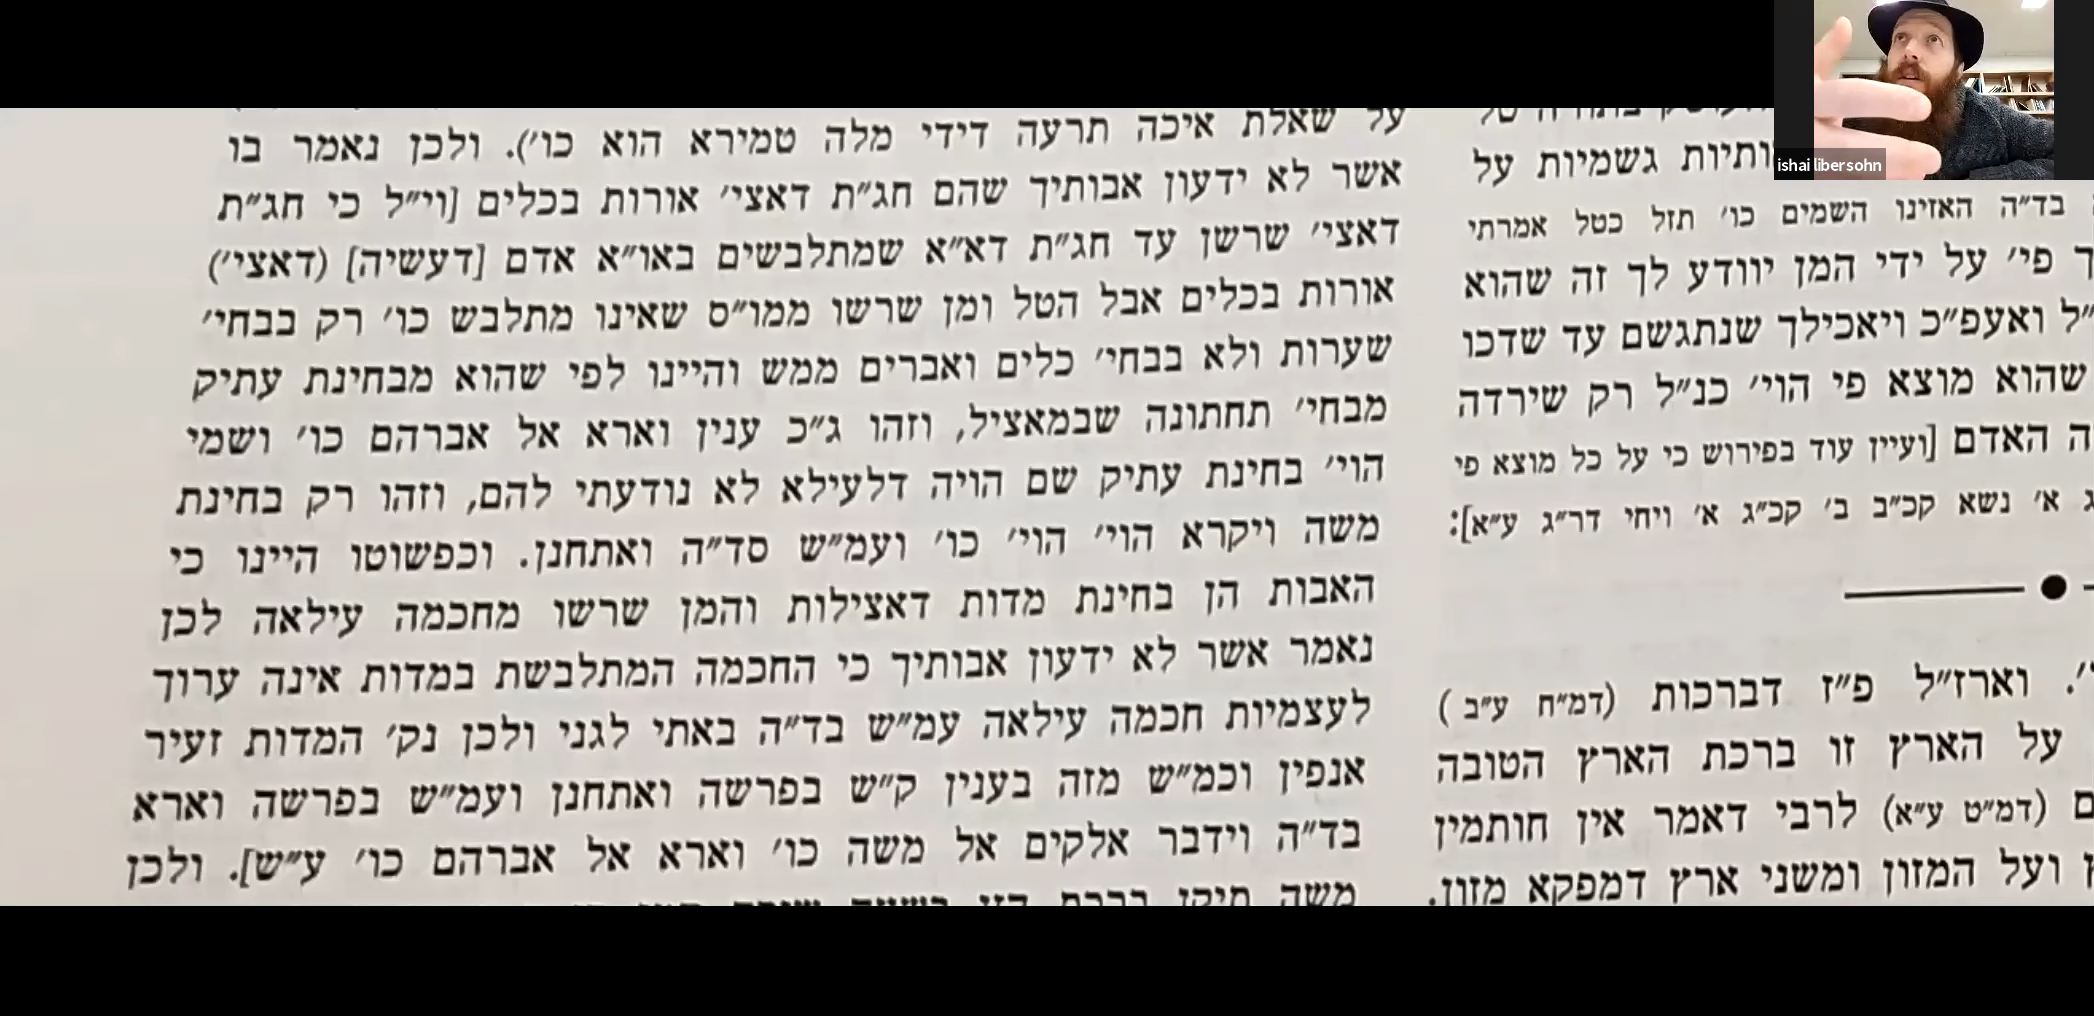 ותיות גשמיות על
בד״ה האזינו השמים כו׳ תזל כטל אמרתי
ך פי׳ על ידי המן יוודע לך זה שהוא
״ל ואעפ״כ ויאכילך שנתגשם עד שדכו
שהוא מוצא פי הוי׳ כנ״ל רק שירדה
ה האדם [ועיין עוד בפירוש כי על כל מוצא פי
ג א׳ נשא קכ״ב ב׳ קכ״ג א׳ ויחי דר״ג ע״א]:
׳. וארז״ל פ״ז דברכות (דמ״ח ע״ב)
על הארץ זו ברכת הארץ הטובה
ם (דמ״ט ע״א) לרבי דאמר אין חותמין
ץ ועל המזון ומשני ארץ דמפקא מזון.
על שאלת איכה תרעה דידי מלה טמירא הוא כו׳). ולכן נאמר בו
אשר לא ידעון אבותיך שהם חג״ת דאצי׳ אורות בכלים [וי״ל כי חג״ת
דאצי׳ שרשן עד חג״ת דא״א שמתלבשים באו״א אדם [דעשיה] (דאצי׳)
אורות בכלים אבל הטל ומן שרשו ממו״ס שאינו מתלבש כו׳ רק בבחי׳
שערות ולא בבחי׳ כלים ואברים ממש והיינו לפי שהוא מבחינת עתיק
מבחי׳ תחתונה שבמאציל, וזהו ג״כ ענין וארא אל אברהם כו׳ ושמי
הוי׳ בחינת עתיק שם הויה דלעילא לא נודעתי להם, וזהו רק בחינת
משה ויקרא הוי׳ הוי׳ כו׳ ועמ״ש סד״ה ואתחנן. וכפשוטו היינו כי
האבות הן בחינת מדות דאצילות והמן שרשו מחכמה עילאה לכן
נאמר אשר לא ידעון אבותיך כי החכמה המתלבשת במדות אינה ערוך
לעצמיות חכמה עילאה עמ״ש בד״ה באתי לגני ולכן נק׳ המדות זעיר
אנפין וכמ״ש מזה בענין ק״ש בפרשה ואתחנן ועמ״ש בפרשה וארא
בד״ה וידבר אלקים אל משה כו׳ וארא אל אברהם כו׳ ע״ש]. ולכן
ishai libersohn